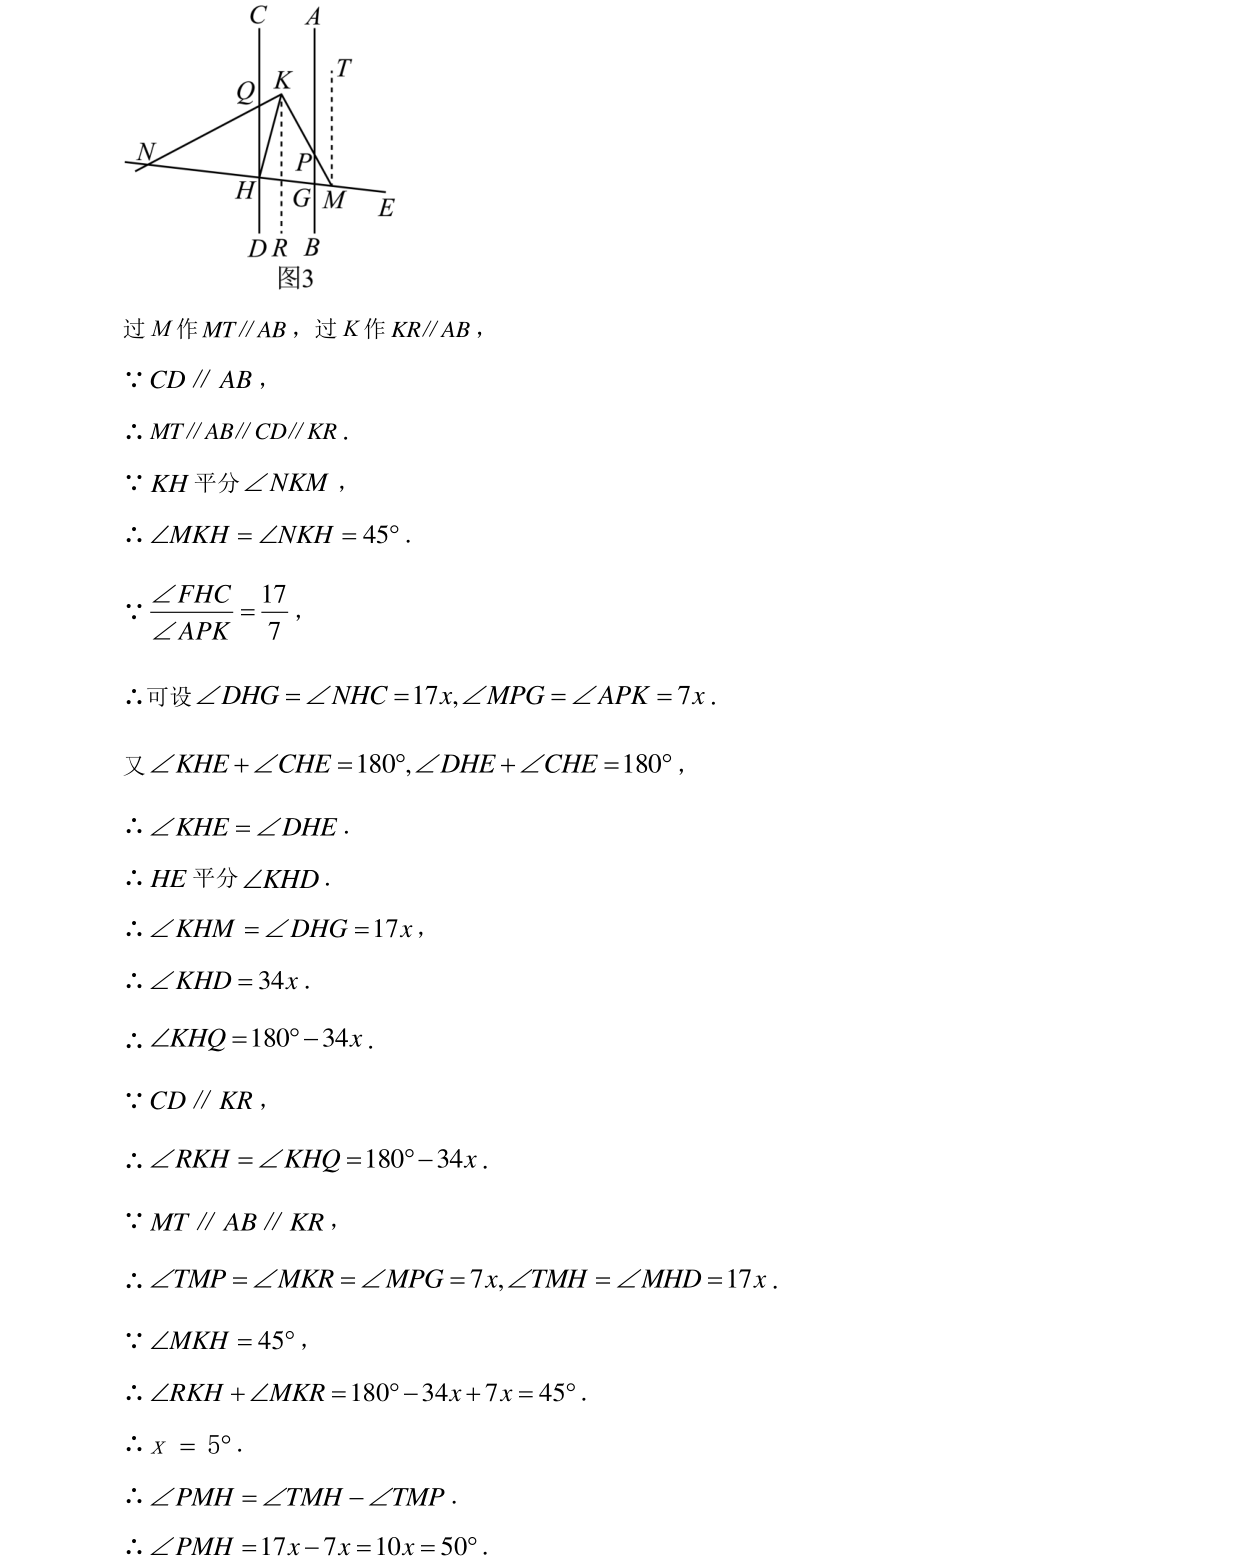 C A
T
Q K
N
P
H G M E
D R B
图3
过 M 作 MT∥AB，过 K 作 KR∥AB，
∵ CD ∥ AB，
∴ MT∥AB∥CD∥KR．
∵ KH 平分∠NKM ，
∴ ∠MKH = ∠NKH = 45°．
∵ ∠FHC/∠APK = 17/7，
∴可设∠DHG = ∠NHC = 17x, ∠MPG = ∠APK = 7x．
又∠KHE + ∠CHE = 180°, ∠DHE + ∠CHE = 180°，
∴ ∠KHE = ∠DHE．
∴ HE 平分∠KHD．
∴ ∠KHM = ∠DHG = 17x，
∴ ∠KHD = 34x．
∴ ∠KHQ = 180° − 34x．
∵ CD ∥ KR，
∴ ∠RKH = ∠KHQ = 180° − 34x．
∵ MT ∥ AB ∥ KR，
∴ ∠TMP = ∠MKR = ∠MPG = 7x, ∠TMH = ∠MHD = 17x．
∵ ∠MKH = 45°，
∴ ∠RKH + ∠MKR = 180° − 34x + 7x = 45°．
∴ x = 5°．
∴ ∠PMH = ∠TMH − ∠TMP．
∴ ∠PMH = 17x − 7x = 10x = 50°．